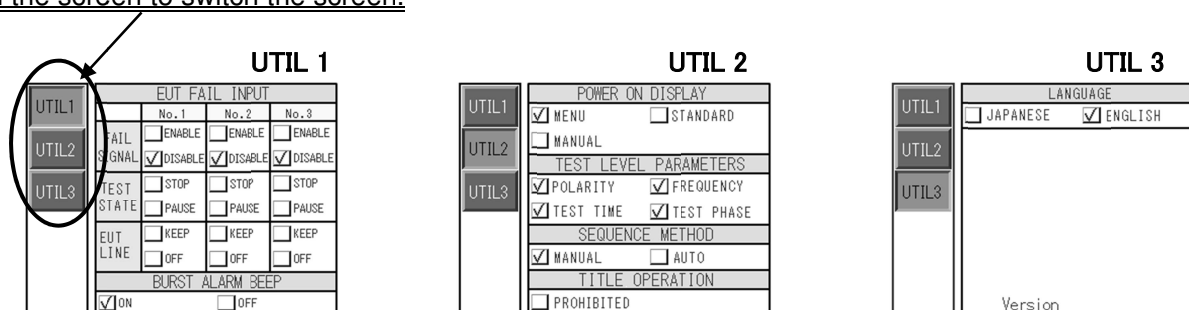 the screen to switch the screen.
UTIL 1
UTIL1
UTIL2
UTIL3
EUT FAIL INPUT
No.1 No.2 No.3
FAIL SIGNAL
ENABLE ENABLE ENABLE
DISABLE DISABLE DISABLE
TEST STATE
STOP STOP STOP
PAUSE PAUSE PAUSE
EUT LINE
KEEP KEEP KEEP
OFF OFF OFF
BURST ALARM BEEP
ON OFF
UTIL 2
UTIL1
UTIL2
UTIL3
POWER ON DISPLAY
MENU STANDARD
MANUAL
TEST LEVEL PARAMETERS
POLARITY FREQUENCY
TEST TIME TEST PHASE
SEQUENCE METHOD
MANUAL AUTO
TITLE OPERATION
PROHIBITED
UTIL 3
UTIL1
UTIL2
UTIL3
LANGUAGE
JAPANESE ENGLISH
Version